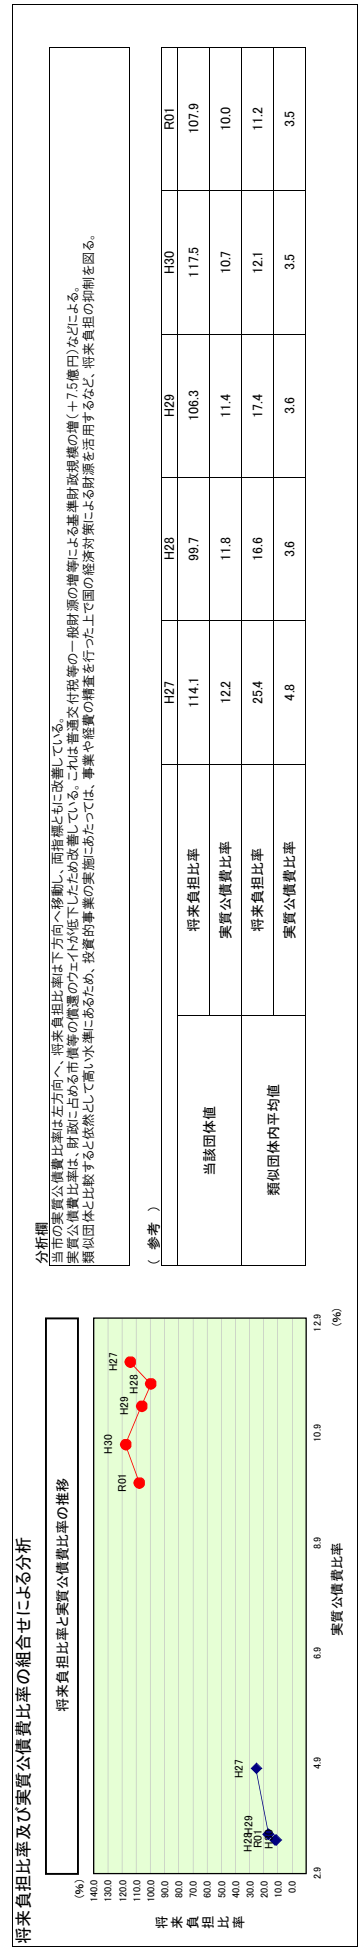 将来負担比率及び実質公債費比率の組合せによる分析
将来負担比率と実質公債費比率の推移
(%)
140.0
130.0
120.0
110.0
100.0
90.0
80.0
70.0
60.0
50.0
40.0
30.0
20.0
10.0
0.0
将来負担比率
H27
H28
H29
H30
R01
H27
H28
H29
R01
2.9 4.9 6.9 8.9 10.9 12.9
(%)
実質公債費比率
分析欄
当市の実質公債費比率は左方向へ、将来負担比率は下方向へ移動し、両指標ともに改善している。
実質公債費比率は、財政に占める市債等の償還のウェイトが低下したため改善している。これは普通交付税等の一般財源の増等による基準財政規模の増(+7.5億円)などによる。
類似団体と比較すると依然として高い水準にあるため、投資的事業の実施にあたっては、事業や経費の精査を行った上で国の経済対策による財源を活用するなど、将来負担の抑制を図る。
( 参考 )
H27 H28 H29 H30 R01
当該団体値 将来負担比率 114.1 99.7 106.3 117.5 107.9
実質公債費比率 12.2 11.8 11.4 10.7 10.0
類似団体内平均値 将来負担比率 25.4 16.6 17.4 12.1 11.2
実質公債費比率 4.8 3.6 3.6 3.5 3.5